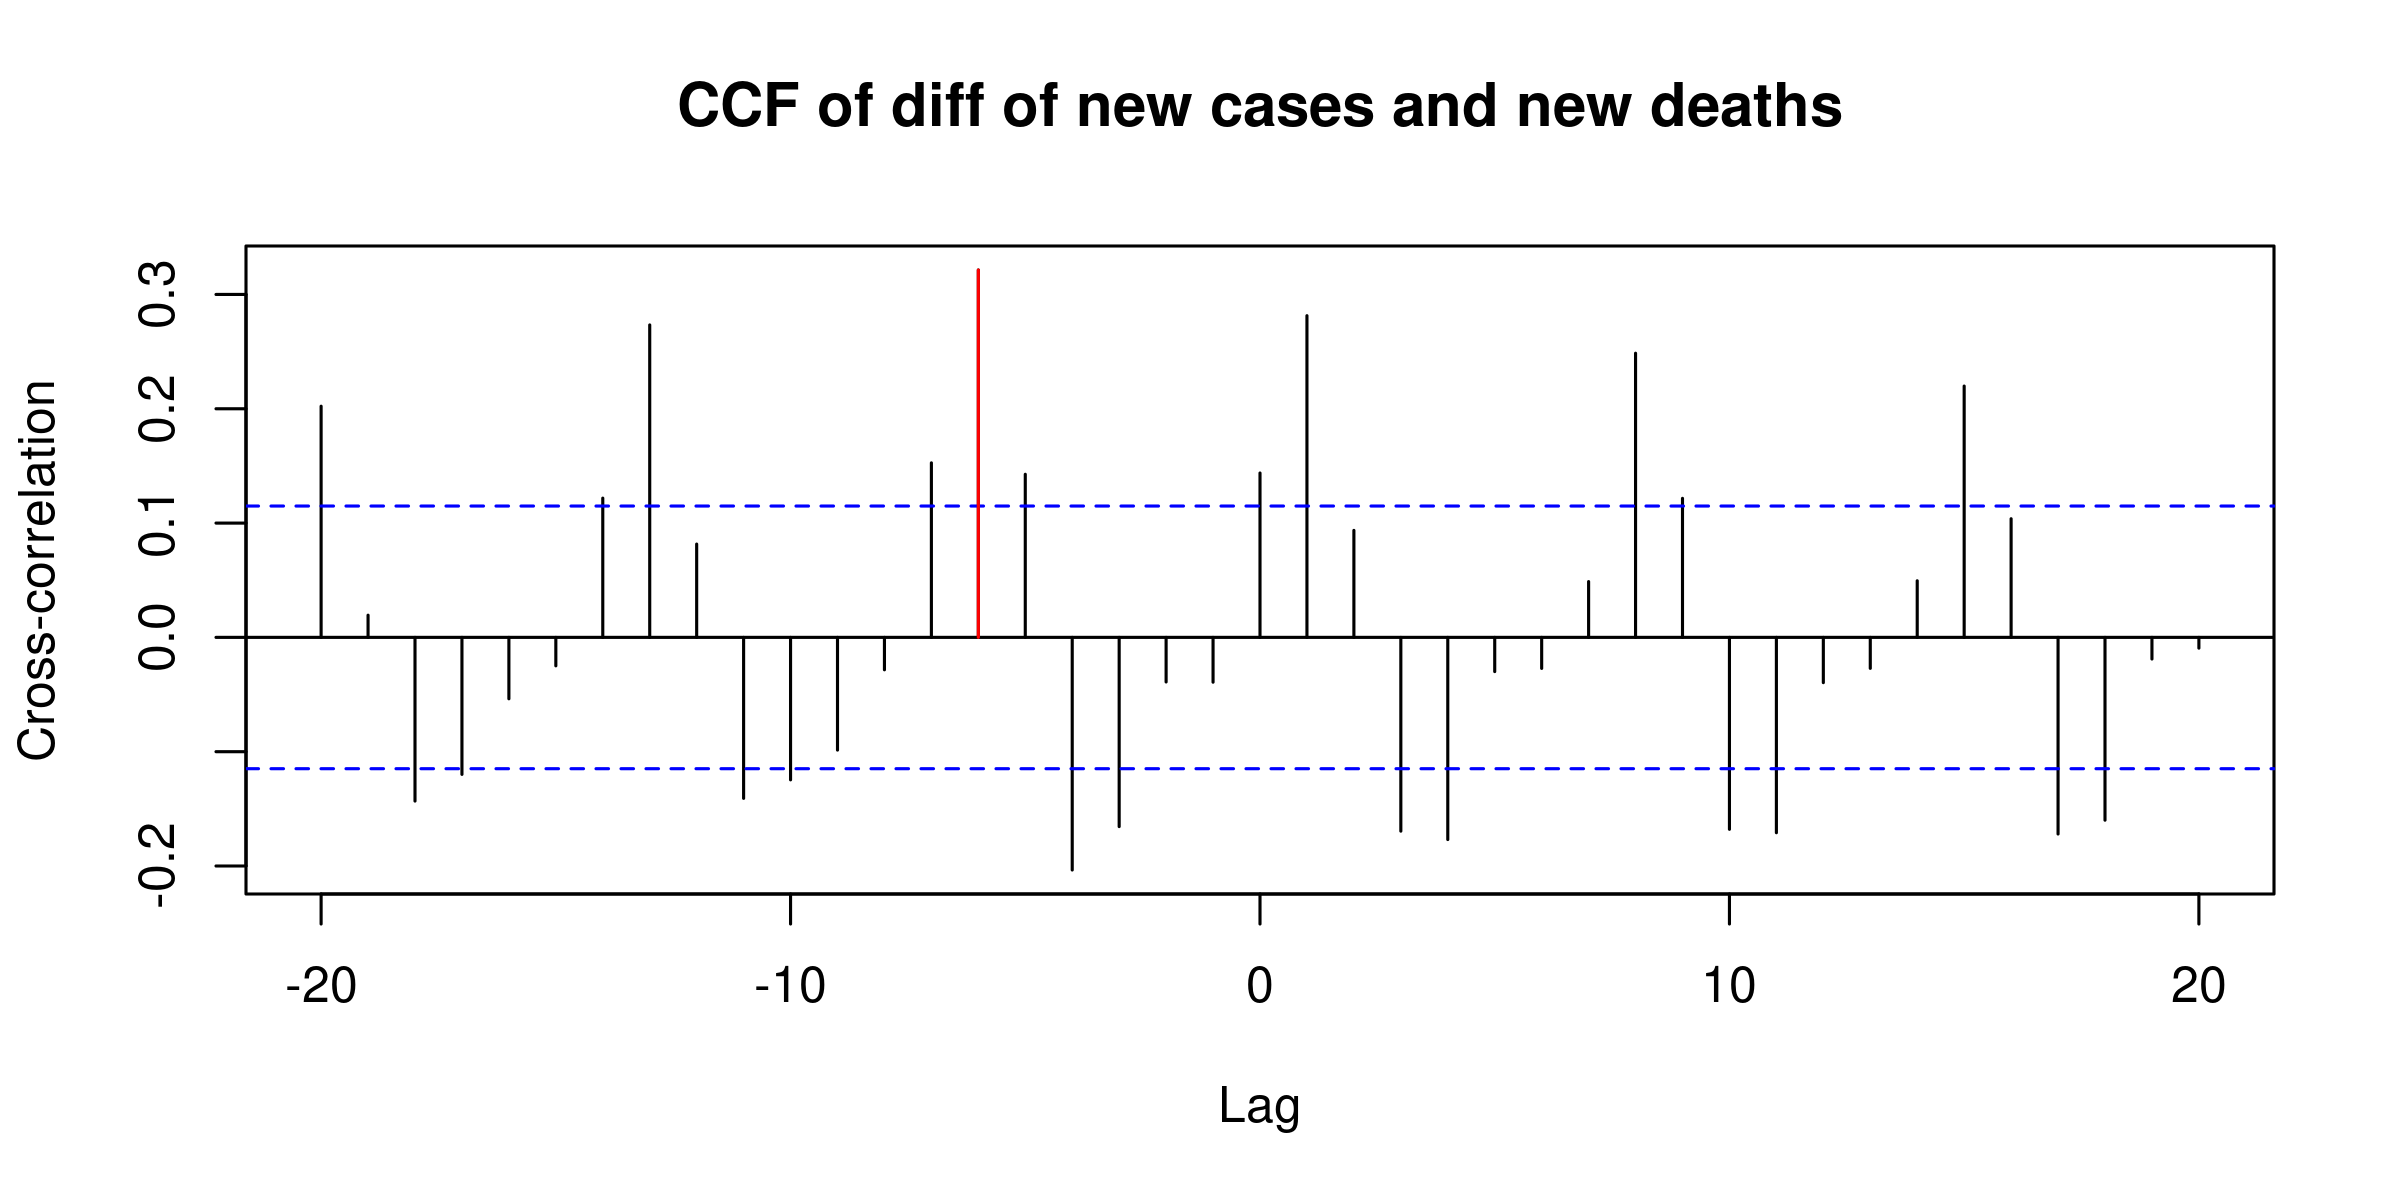 CCF of diff of new cases and new deaths
Cross-correlation
0.3
0.2
0.1
0.0
-0.2
-20 -10 0 10 20
Lag